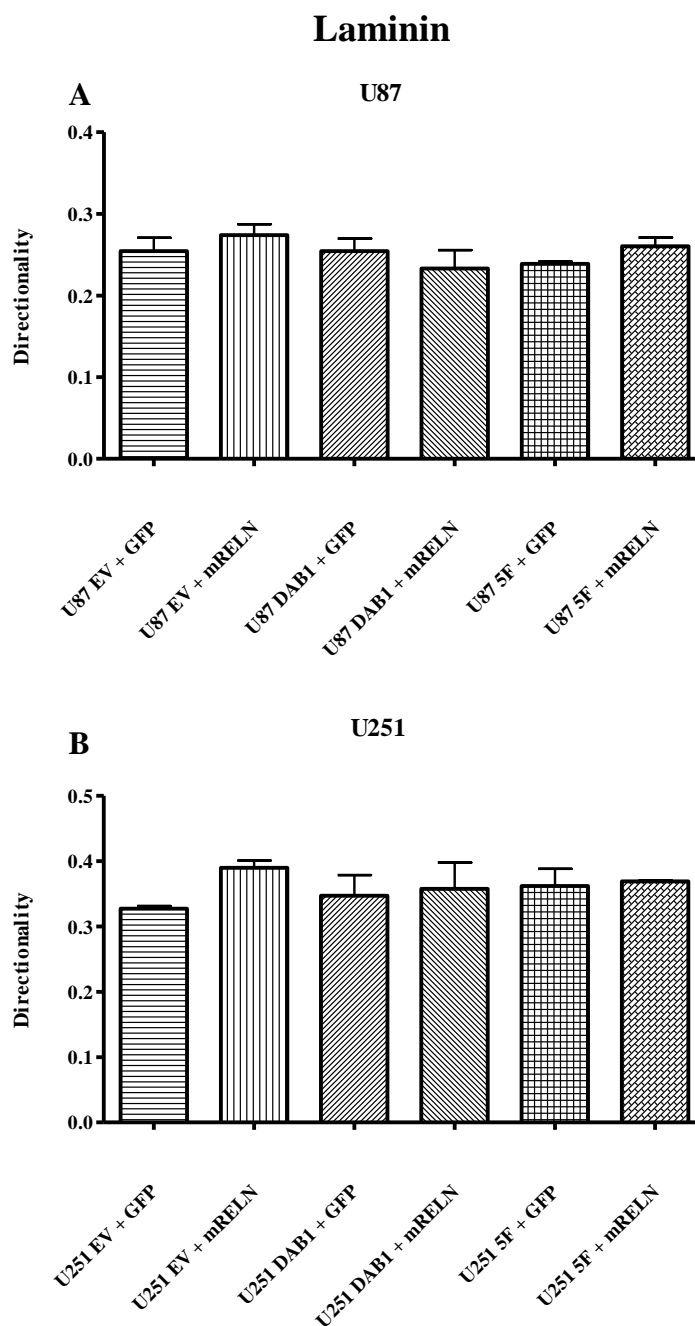 Laminin
A
U87
0.4
0.3
0.2
0.1
0.0
Directionality
U87 EV + GFP
U87 EV + mRELN
U87 DAB1 + GFP
U87 DAB1 + mRELN
U87 5F + GFP
U87 5F + mRELN
B
U251
0.5
0.4
0.3
0.2
0.1
0.0
Directionality
U251 EV + GFP
U251 EV + mRELN
U251 DAB1 + GFP
U251 DAB1 + mRELN
U251 5F + GFP
U251 5F + mRELN